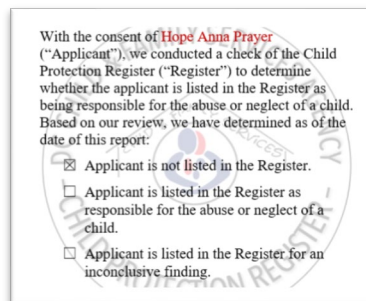 With the consent of Hope Anna Prayer
("Applicant"), we conducted a check of the Child
Protection Register ("Register") to determine
whether the applicant is listed in the Register as
being responsible for the abuse or neglect of a child.
Based on our review, we have determined as of the
date of this report:
☒ Applicant is not listed in the Register.
☐ Applicant is listed in the Register as
responsible for the abuse or neglect of a
child.
☐ Applicant is listed in the Register for an
inconclusive finding.